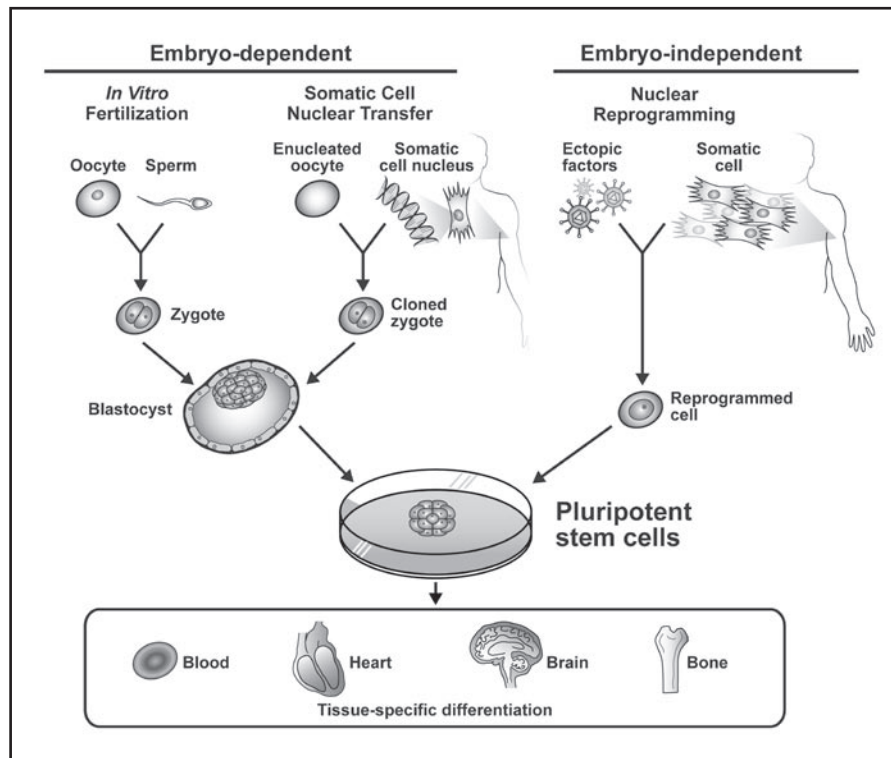 Embryo-dependent
Embryo-independent
In Vitro
Fertilization
Somatic Cell
Nuclear Transfer
Nuclear
Reprogramming
Oocyte
Sperm
Enucleated
oocyte
Somatic
cell nucleus
Ectopic
factors
Somatic
cell
Zygote
Cloned
zygote
Blastocyst
Reprogrammed
cell
Pluripotent
stem cells
Blood
Heart
Brain
Bone
Tissue-specific differentiation